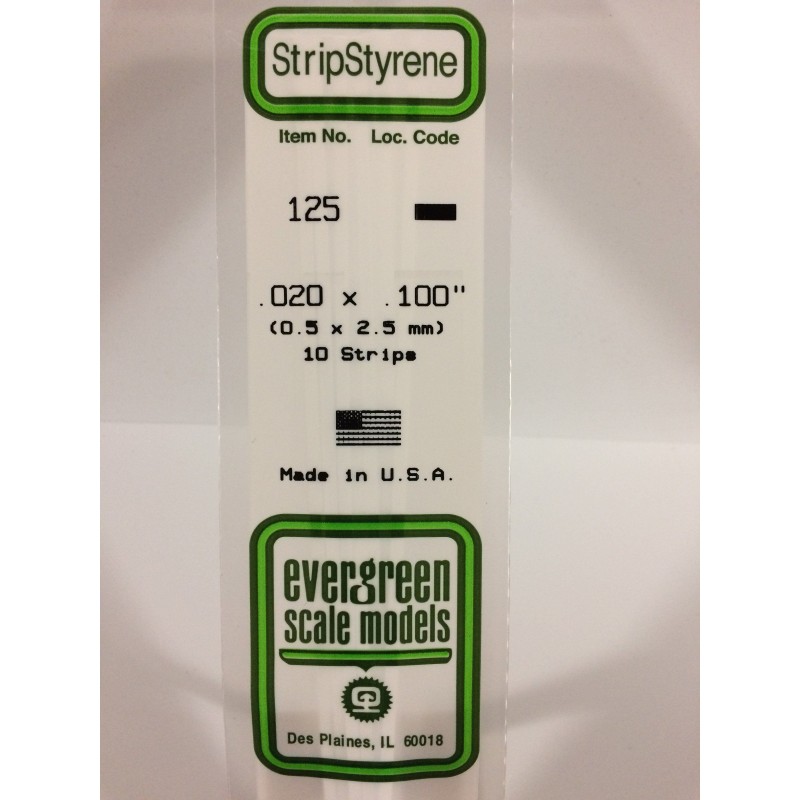 StripStyrene
Item No. Loc. Code
125
.020 x .100"
(0.5 x 2.5 mm)
10 Strips
Made in U.S.A.
evergreen
scale models
Des Plaines, IL 60018